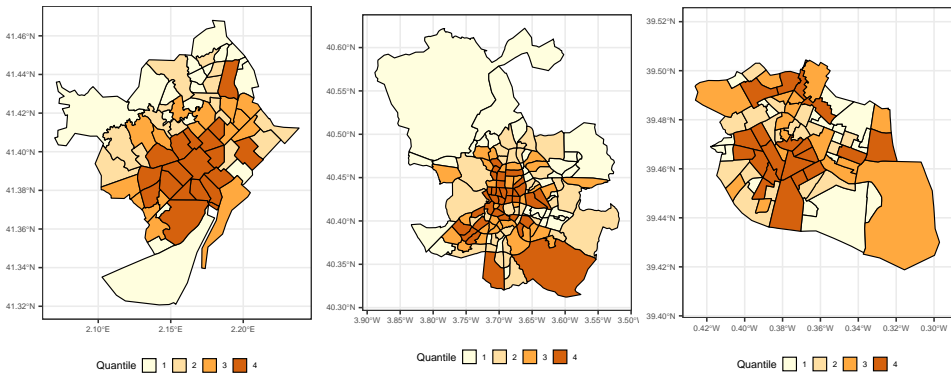 41.46°N
41.44°N
41.42°N
41.40°N
41.38°N
41.36°N
41.34°N
41.32°N
2.10°E 2.15°E 2.20°E
Quantile 1 2 3 4
40.60°N
40.55°N
40.50°N
40.45°N
40.40°N
40.35°N
40.30°N
3.90°W 3.85°W 3.80°W 3.75°W 3.70°W 3.65°W 3.60°W 3.55°W 3.50°W
Quantile 1 2 3 4
39.52°N
39.50°N
39.48°N
39.46°N
39.44°N
39.42°N
39.40°N
0.42°W 0.40°W 0.38°W 0.36°W 0.34°W 0.32°W 0.30°W
Quantile 1 2 3 4